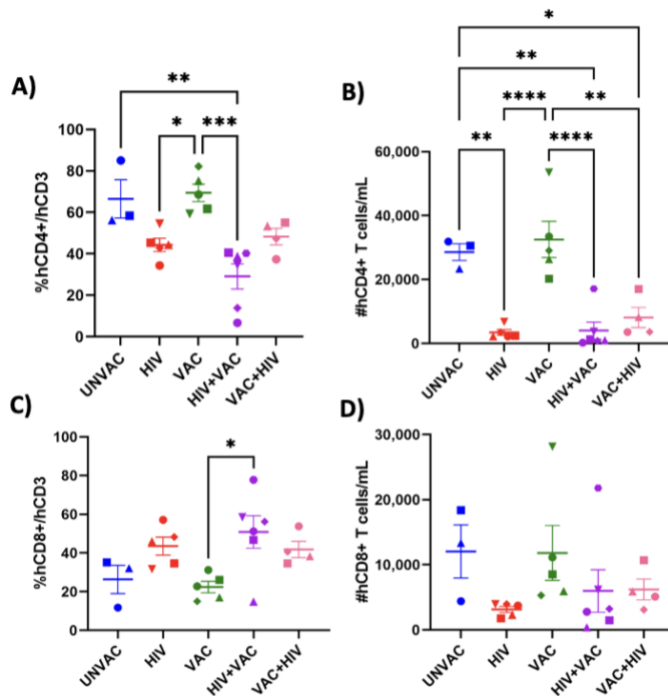 A)
**
*
***
%hCD4+/hCD3
100
80
60
40
20
0
UNVAC
HIV
VAC
HIV+VAC
VAC+HIV
B)
*
**
****
**
**
****
#hCD4+ T cells/mL
60,000
40,000
20,000
0
UNVAC
HIV
VAC
HIV+VAC
VAC+HIV
C)
*
%hCD8+/hCD3
100
80
60
40
20
0
UNVAC
HIV
VAC
HIV+VAC
VAC+HIV
D)
#hCD8+ T cells/mL
30,000
20,000
10,000
0
UNVAC
HIV
VAC
HIV+VAC
VAC+HIV